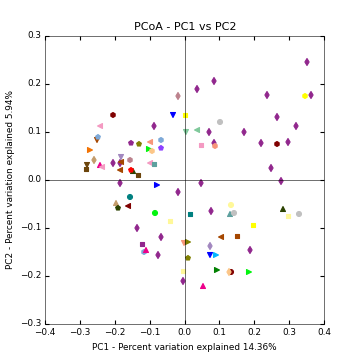 PCoA - PC1 vs PC2
0.3
0.2
0.1
0.0
−0.1
−0.2
−0.3
PC2 - Percent variation explained 5.94%
−0.4 −0.3 −0.2 −0.1 0.0 0.1 0.2 0.3 0.4
PC1 - Percent variation explained 14.36%